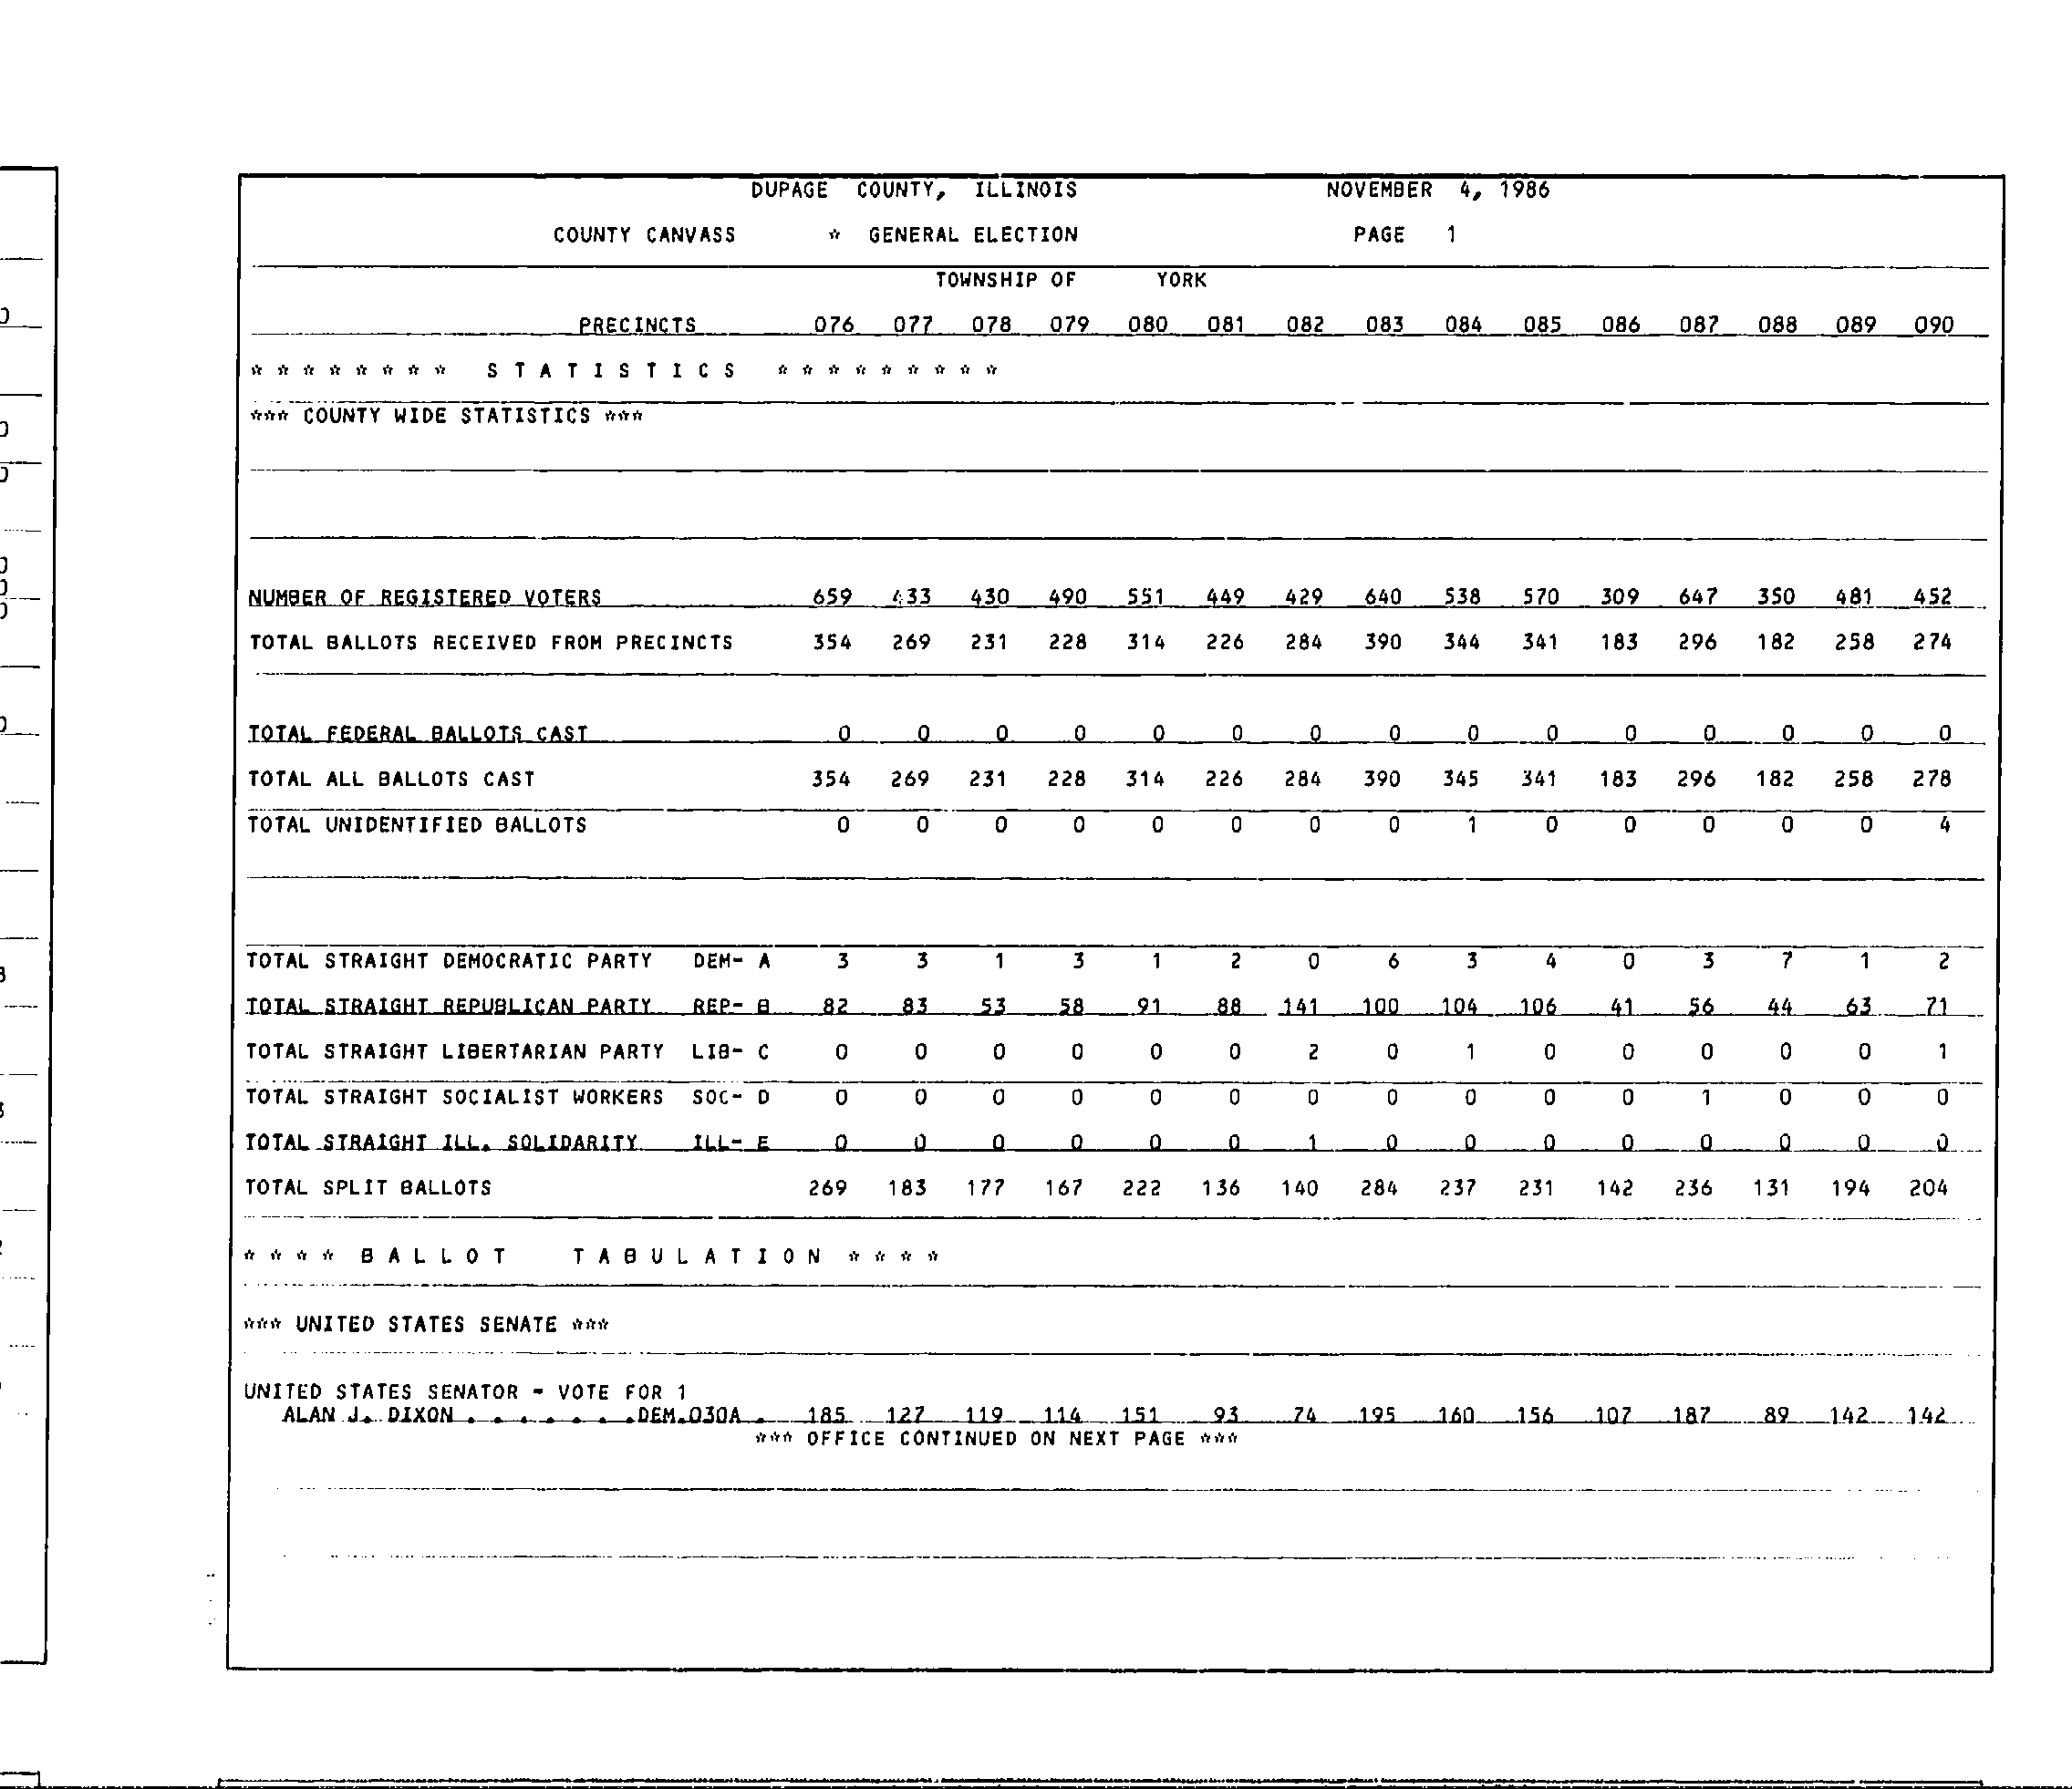 DUPAGE COUNTY, ILLINOIS NOVEMBER 4, 1986
COUNTY CANVASS * GENERAL ELECTION PAGE 1
TOWNSHIP OF YORK
PRECINCTS 076 077 078 079 080 081 082 083 084 085 086 087 088 089 090
* * * * * * * * S T A T I S T I C S * * * * * * * * *
*** COUNTY WIDE STATISTICS ***
NUMBER OF REGISTERED VOTERS 659 433 430 490 551 449 429 640 538 570 309 647 350 481 452
TOTAL BALLOTS RECEIVED FROM PRECINCTS 354 269 231 228 314 226 284 390 344 341 183 296 182 258 274
TOTAL FEDERAL BALLOTS CAST 0 0 0 0 0 0 0 0 0 0 0 0 0 0 0
TOTAL ALL BALLOTS CAST 354 269 231 228 314 226 284 390 345 341 183 296 182 258 278
TOTAL UNIDENTIFIED BALLOTS 0 0 0 0 0 0 0 0 1 0 0 0 0 0 4
TOTAL STRAIGHT DEMOCRATIC PARTY DEM- A 3 3 1 3 1 2 0 6 3 4 0 3 7 1 2
TOTAL STRAIGHT REPUBLICAN PARTY REP- B 82 83 53 58 91 88 141 100 104 106 41 56 44 63 71
TOTAL STRAIGHT LIBERTARIAN PARTY LIB- C 0 0 0 0 0 0 2 0 1 0 0 0 0 0 1
TOTAL STRAIGHT SOCIALIST WORKERS SOC- D 0 0 0 0 0 0 0 0 0 0 0 1 0 0 0
TOTAL STRAIGHT ILL. SOLIDARITY ILL- E 0 0 0 0 0 0 1 0 0 0 0 0 0 0 0
TOTAL SPLIT BALLOTS 269 183 177 167 222 136 140 284 237 231 142 236 131 194 204
* * * * B A L L O T T A B U L A T I O N * * * *
*** UNITED STATES SENATE ***
UNITED STATES SENATOR - VOTE FOR 1
ALAN J. DIXON . . . . . . .DEM.030A . 185 127 119 114 151 93 74 195 160 156 107 187 89 142 142
*** OFFICE CONTINUED ON NEXT PAGE ***